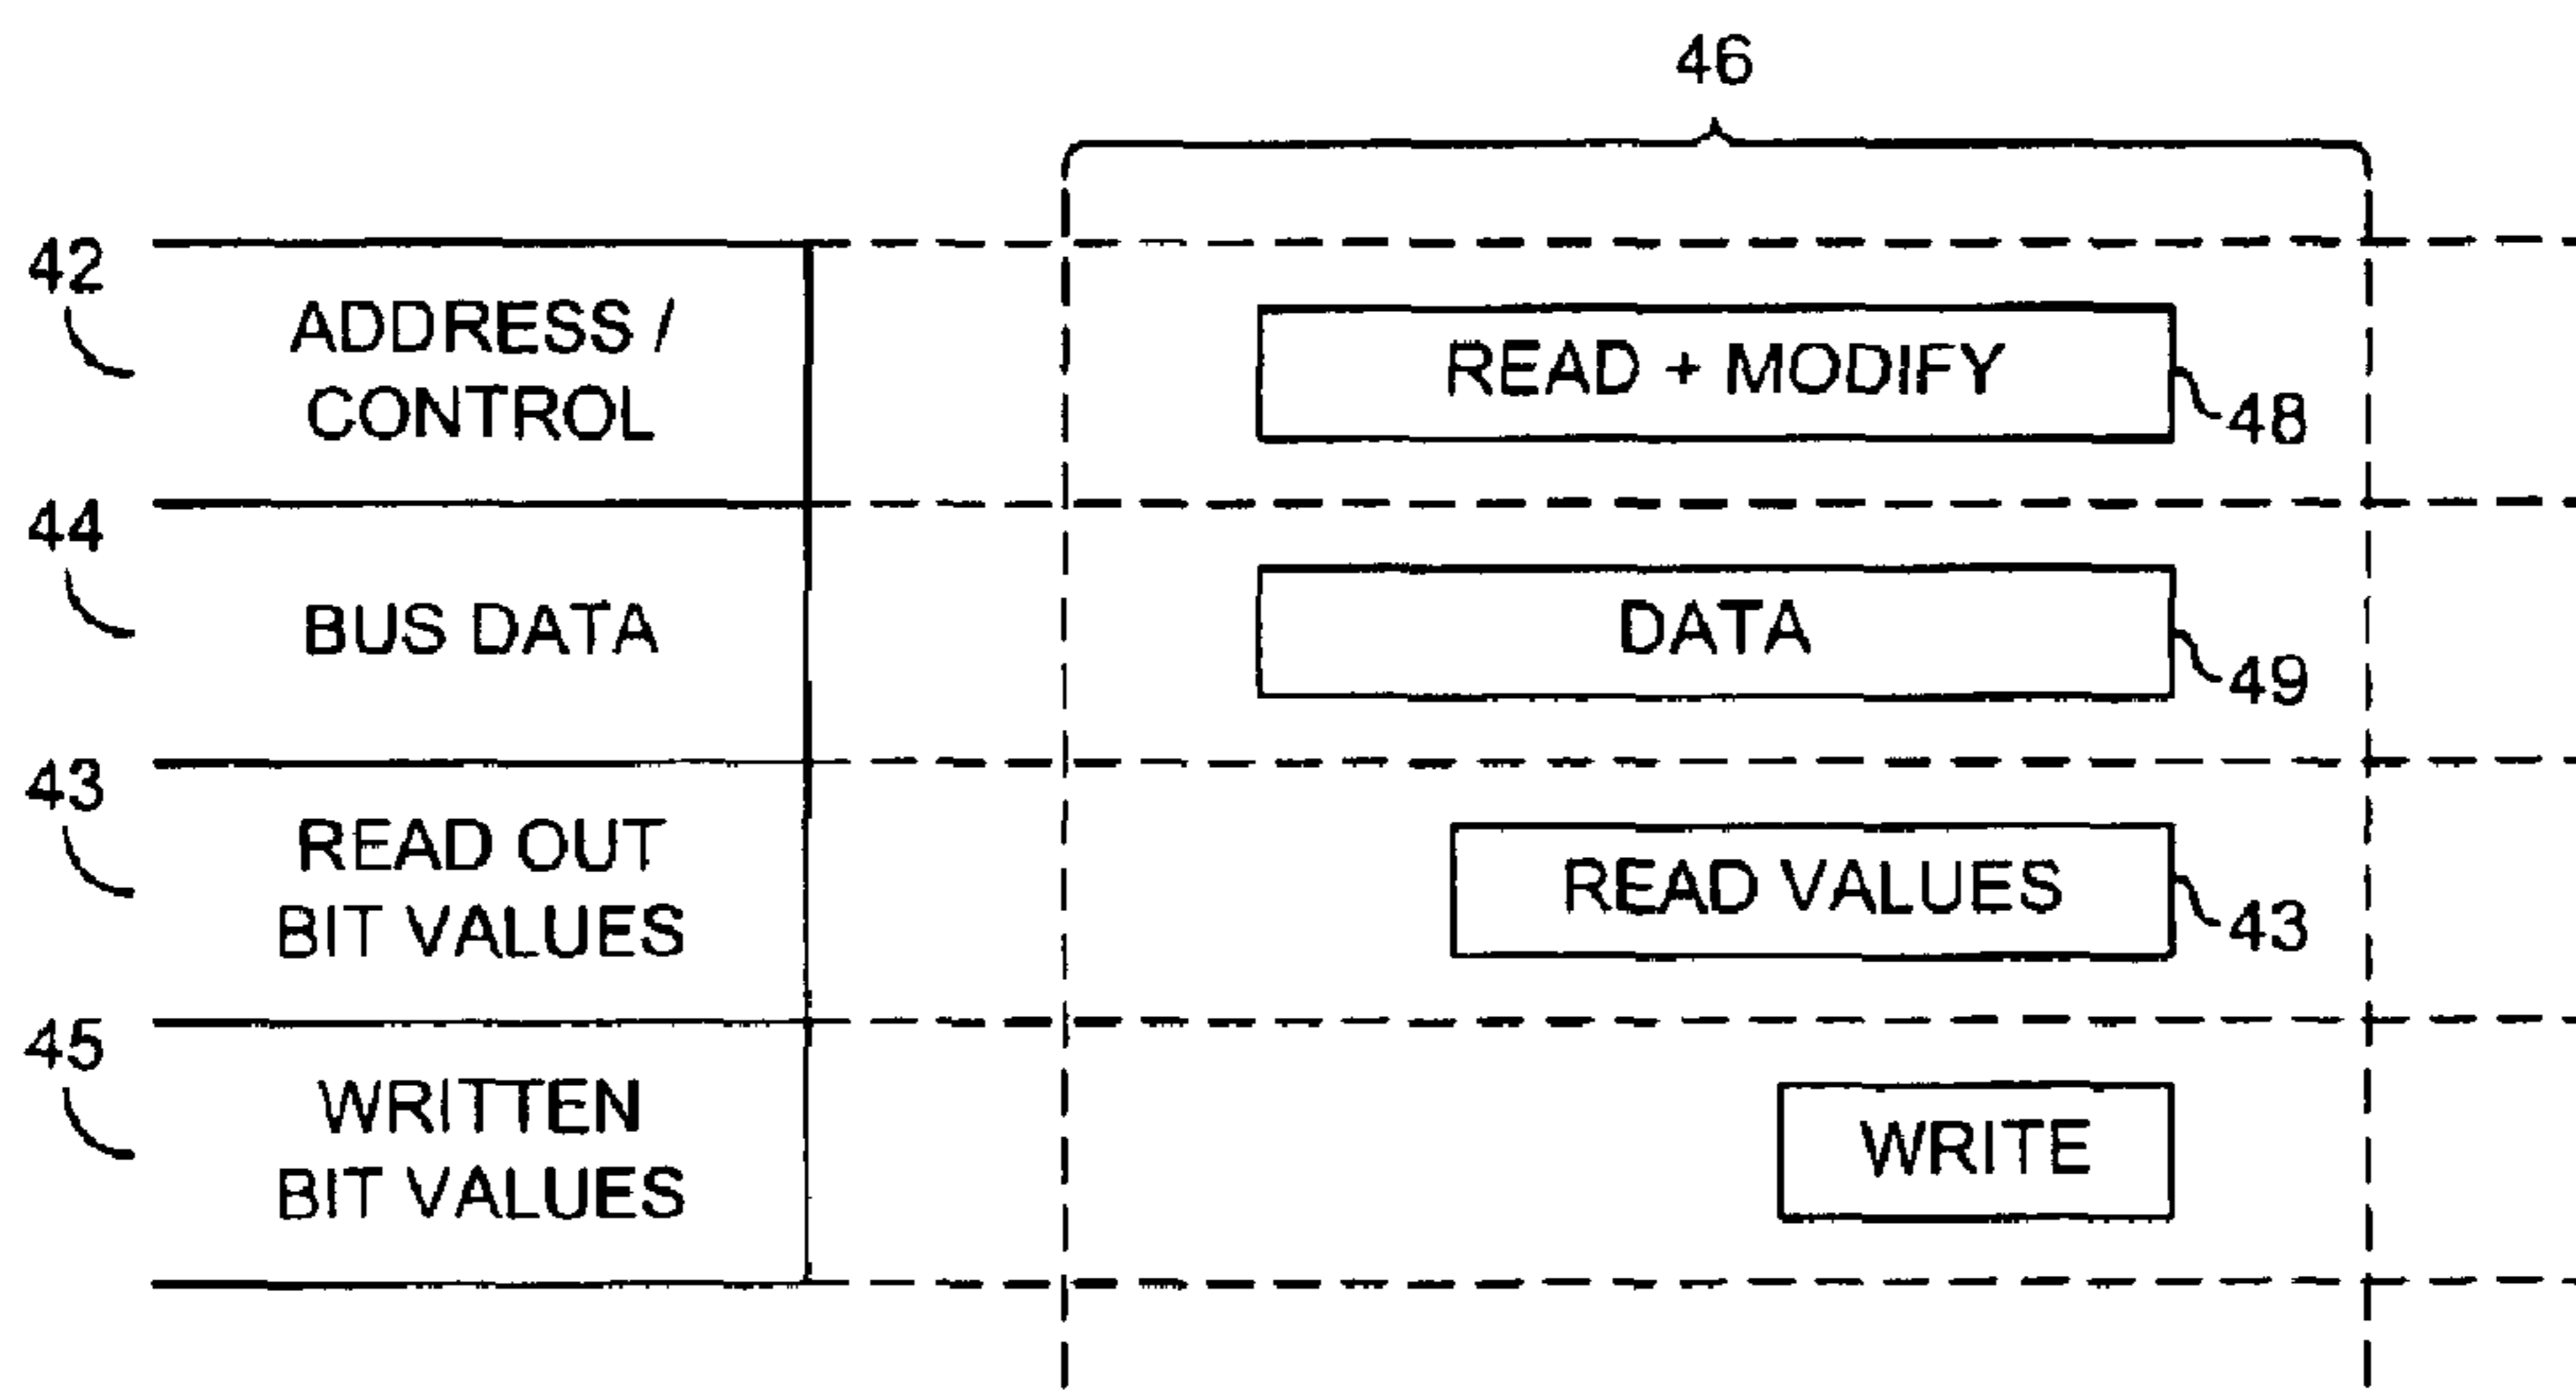 46
42
ADDRESS /
CONTROL
READ + MODIFY
48
44
BUS DATA
DATA
49
43
READ OUT
BIT VALUES
READ VALUES
43
45
WRITTEN
BIT VALUES
WRITE